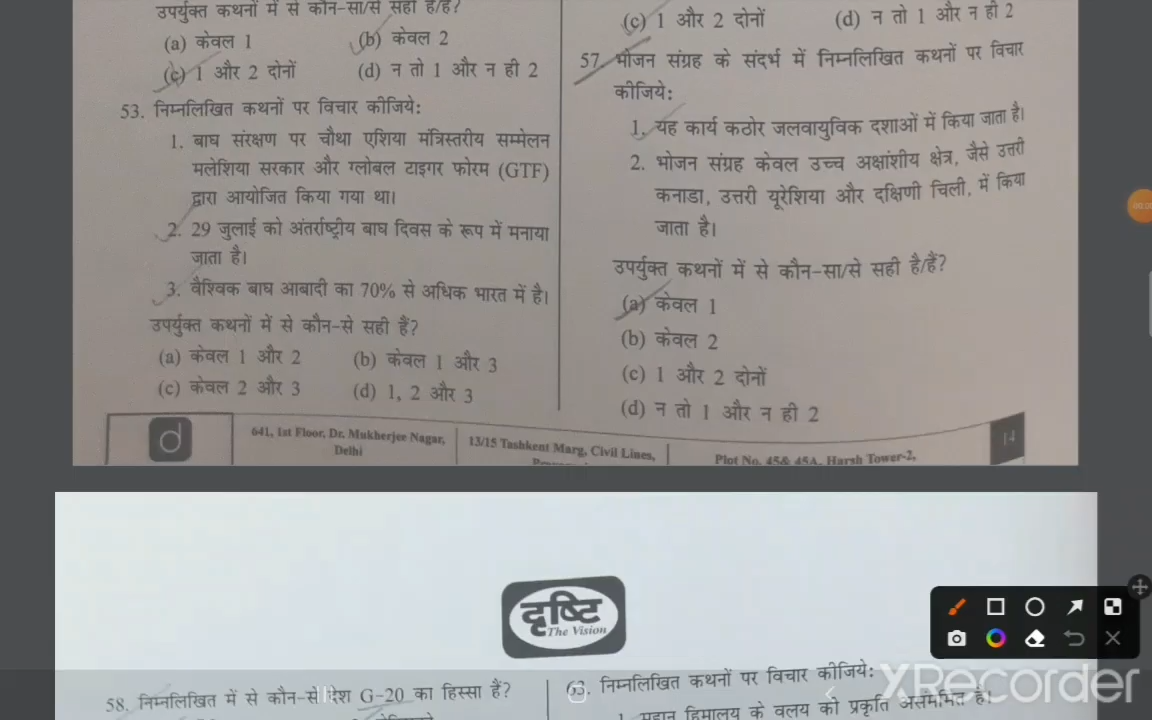 उपर्युक्त कथनों में से कौन-सा/से सही है/हैं?
(a) केवल 1
(b) केवल 2
(c) 1 और 2 दोनों
(d) न तो 1 और न ही 2
53. निम्नलिखित कथनों पर विचार कीजिये:
1. बाघ संरक्षण पर चौथा एशिया मंत्रिस्तरीय सम्मेलन
मलेशिया सरकार और ग्लोबल टाइगर फोरम (GTF)
द्वारा आयोजित किया गया था।
2. 29 जुलाई को अंतर्राष्ट्रीय बाघ दिवस के रूप में मनाया
जाता है।
3. वैश्विक बाघ आबादी का 70% से अधिक भारत में है।
उपर्युक्त कथनों में से कौन-से सही हैं?
(a) केवल 1 और 2
(b) केवल 1 और 3
(c) केवल 2 और 3
(d) 1, 2 और 3
(c) 1 और 2 दोनों
(d) न तो 1 और न ही 2
57. भोजन संग्रह के संदर्भ में निम्नलिखित कथनों पर विचार
कीजिये:
1. यह कार्य कठोर जलवायुविक दशाओं में किया जाता है।
2. भोजन संग्रह केवल उच्च अक्षांशीय क्षेत्र, जैसे उत्तरी
कनाडा, उत्तरी यूरेशिया और दक्षिणी चिली, में किया
जाता है।
उपर्युक्त कथनों में से कौन-सा/से सही है/हैं?
(a) केवल 1
(b) केवल 2
(c) 1 और 2 दोनों
(d) न तो 1 और न ही 2
d
641, 1st Floor, Dr. Mukherjee Nagar,
Delhi
13/15 Tashkent Marg, Civil Lines,
Plot No. 45& 45A, Harsh Tower-2,
14
दृष्टि
The Vision
58. निम्नलिखित में से कौन-से देश G-20 का हिस्सा हैं?
63. निम्नलिखित कथनों पर विचार कीजिये:
1. महान हिमालय के वलय की प्रकृति असममित है।
XRecorder